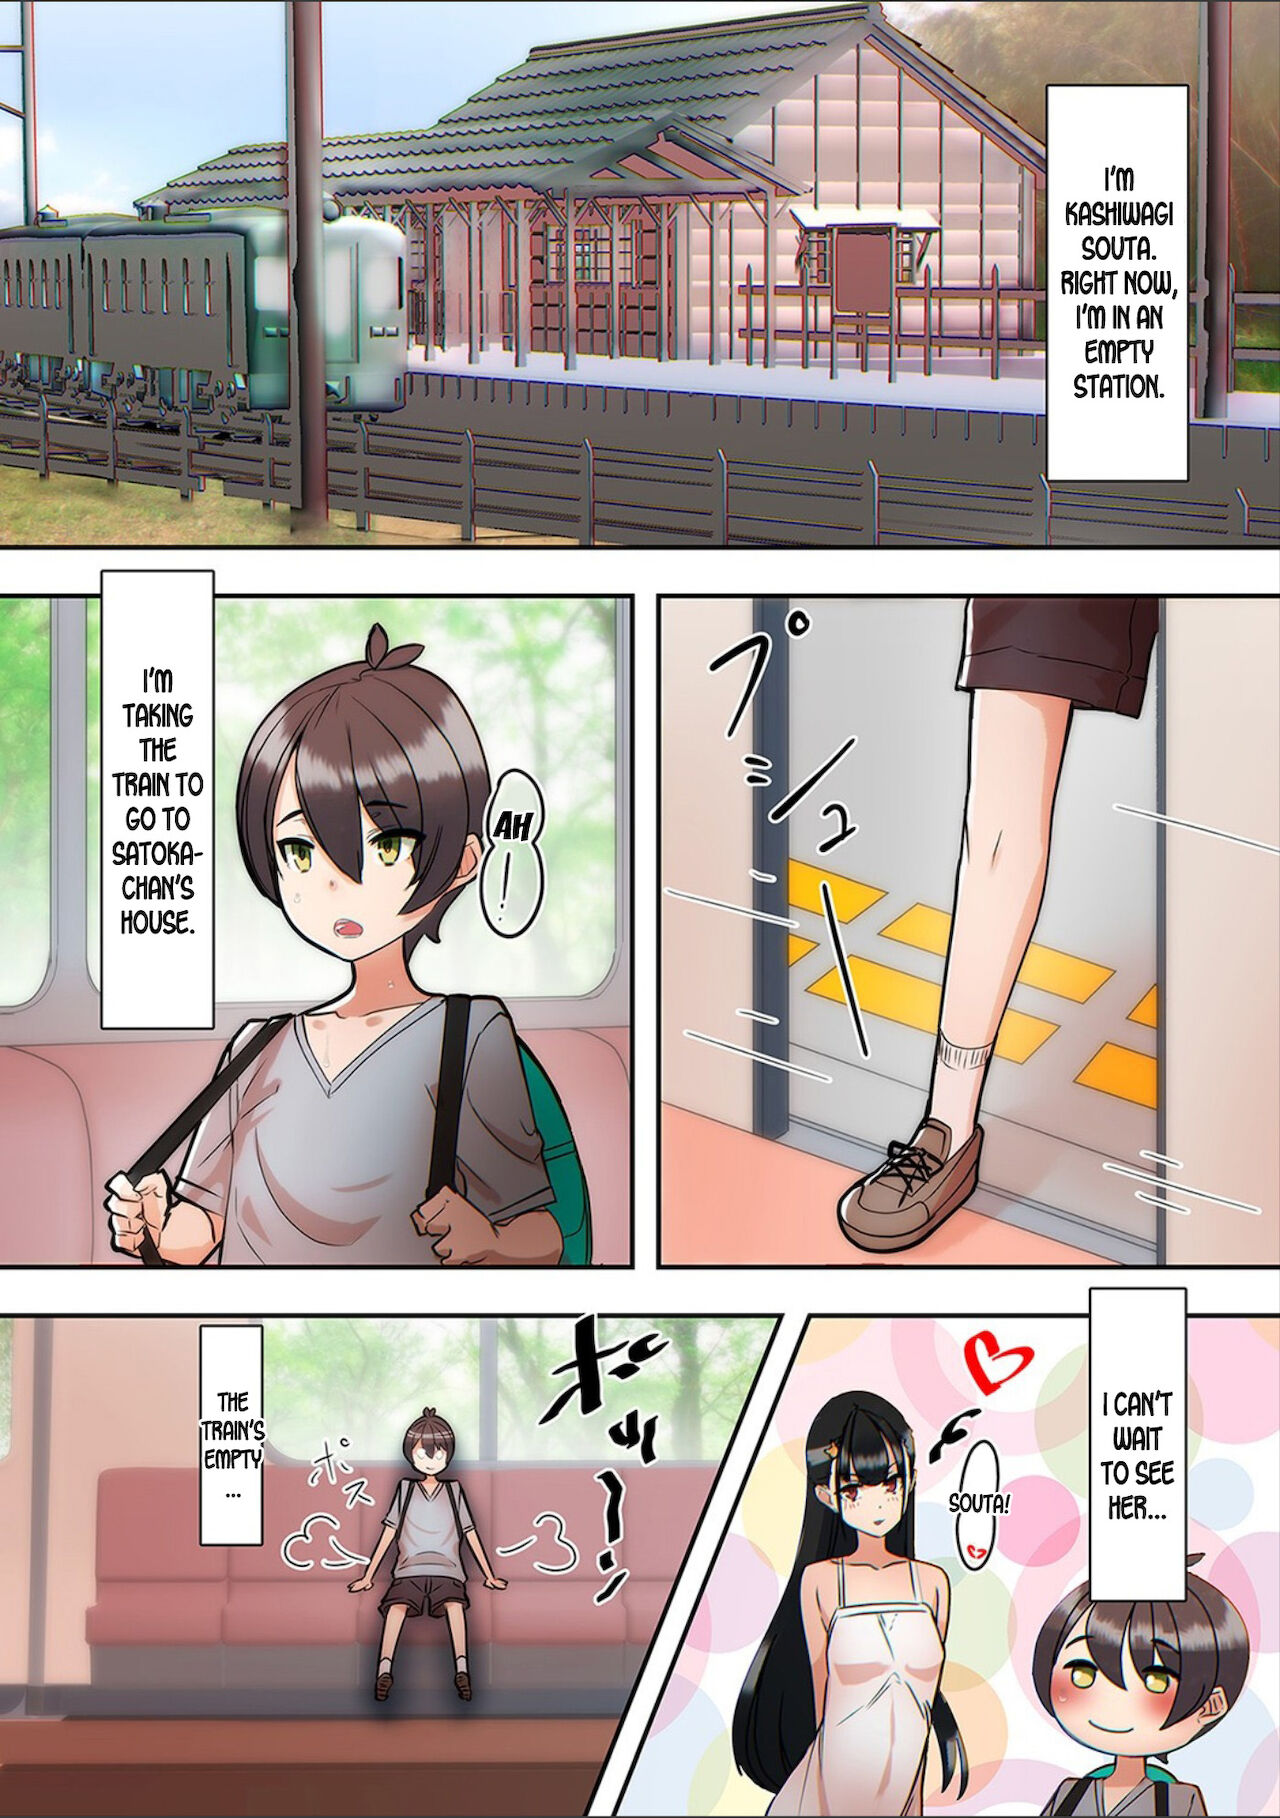 I'M
KASHIWAGI
SOUTA.
RIGHT NOW,
I'M IN AN
EMPTY
STATION.
プシュー
I'M
TAKING
THE
TRAIN TO
GO TO
SATOKA-
CHAN'S
HOUSE.
AH
!
I CAN'T
WAIT
TO SEE
HER...
SOUTA!
THE
TRAIN'S
EMPTY
...
ポス